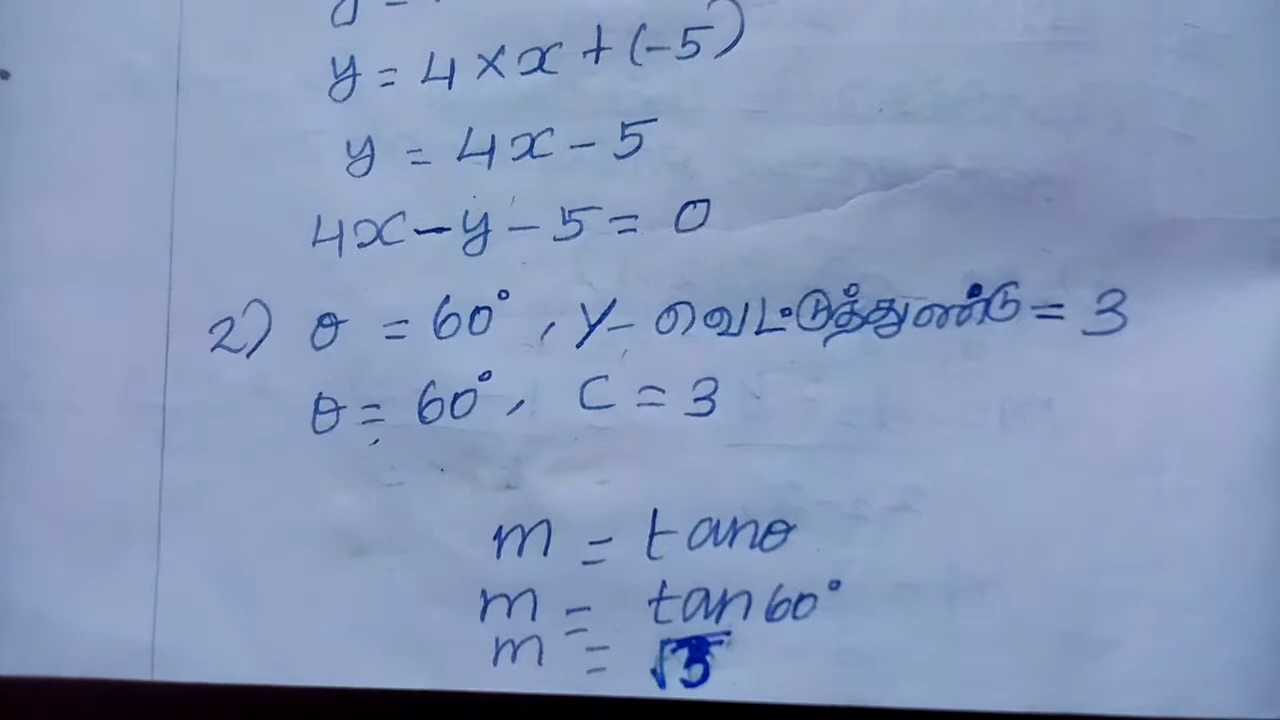 y = 4 × x + (-5)
y = 4x - 5
4x - y - 5 = 0
2) θ = 60°, y- வெட்டுத்துண்டு = 3
θ = 60°, C = 3
m = tanθ
m = tan 60°
m = √3